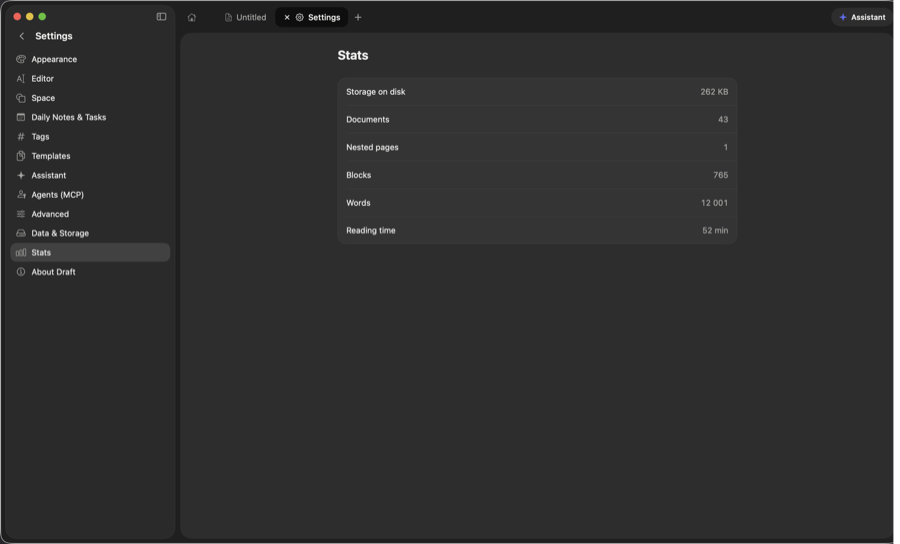 Untitled
Settings
Assistant
Settings
Appearance
Editor
Space
Daily Notes & Tasks
Tags
Templates
Assistant
Agents (MCP)
Advanced
Data & Storage
Stats
About Draft
Stats
Storage on disk 262 KB
Documents 43
Nested pages 1
Blocks 765
Words 12 001
Reading time 52 min